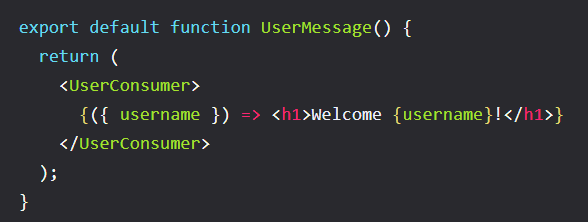 export default function UserMessage() {
  return (
    <UserConsumer>
      {({ username }) => <h1>Welcome {username}!</h1>}
    </UserConsumer>
  );
}